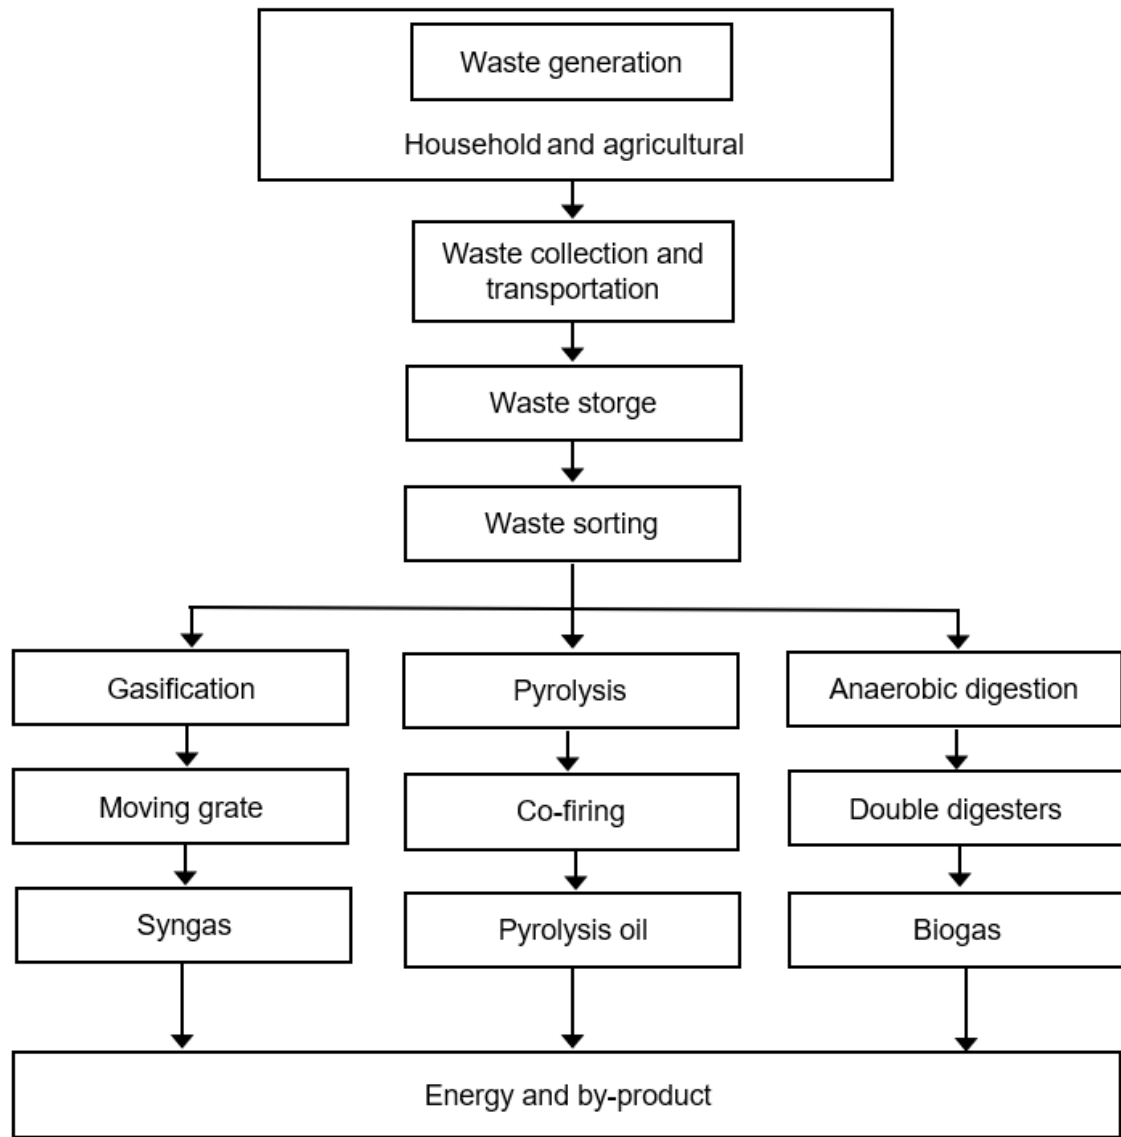 Waste generation
Household and agricultural
Waste collection and
transportation
Waste storge
Waste sorting
Gasification
Pyrolysis
Anaerobic digestion
Moving grate
Co-firing
Double digesters
Syngas
Pyrolysis oil
Biogas
Energy and by-product